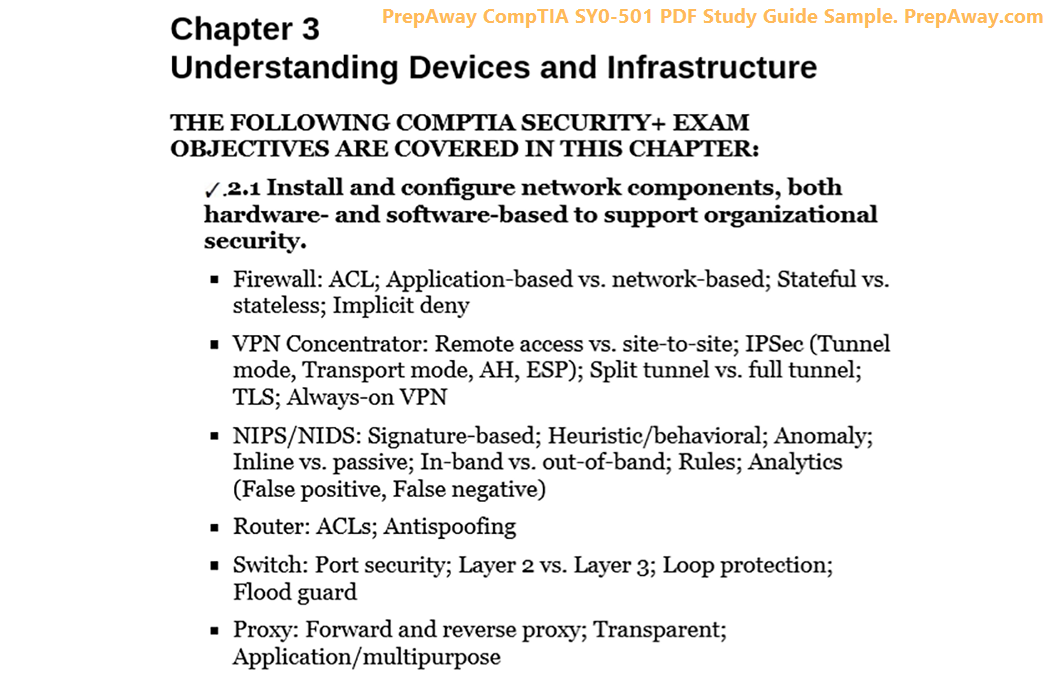 PrepAway CompTIA SY0-501 PDF Study Guide Sample. PrepAway.com
Chapter 3
Understanding Devices and Infrastructure
THE FOLLOWING COMPTIA SECURITY+ EXAM
OBJECTIVES ARE COVERED IN THIS CHAPTER:
✓.2.1 Install and configure network components, both
hardware- and software-based to support organizational
security.
▪ Firewall: ACL; Application-based vs. network-based; Stateful vs.
stateless; Implicit deny
▪ VPN Concentrator: Remote access vs. site-to-site; IPSec (Tunnel
mode, Transport mode, AH, ESP); Split tunnel vs. full tunnel;
TLS; Always-on VPN
▪ NIPS/NIDS: Signature-based; Heuristic/behavioral; Anomaly;
Inline vs. passive; In-band vs. out-of-band; Rules; Analytics
(False positive, False negative)
▪ Router: ACLs; Antispoofing
▪ Switch: Port security; Layer 2 vs. Layer 3; Loop protection;
Flood guard
▪ Proxy: Forward and reverse proxy; Transparent;
Application/multipurpose